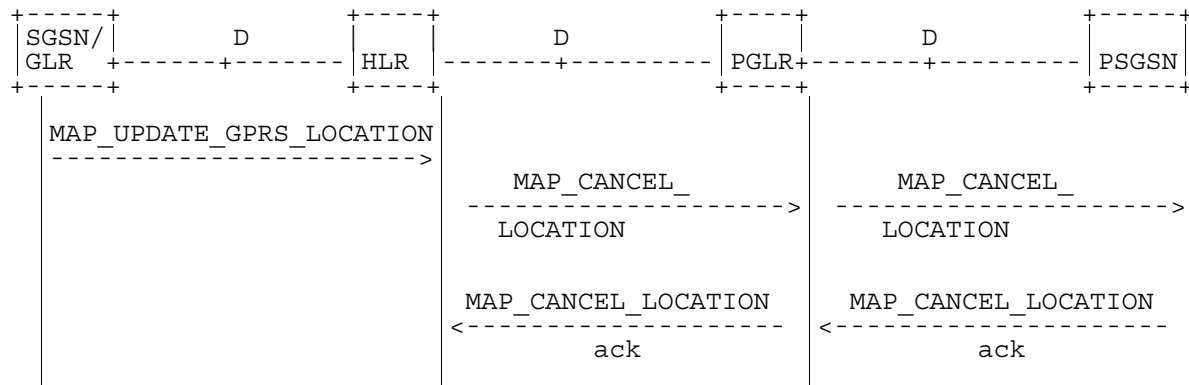 SGSN/ D D D
GLR HLR PGLR PSGSN
MAP_UPDATE_GPRS_LOCATION
MAP_CANCEL_ MAP_CANCEL_
LOCATION LOCATION
MAP_CANCEL_LOCATION MAP_CANCEL_LOCATION
ack ack